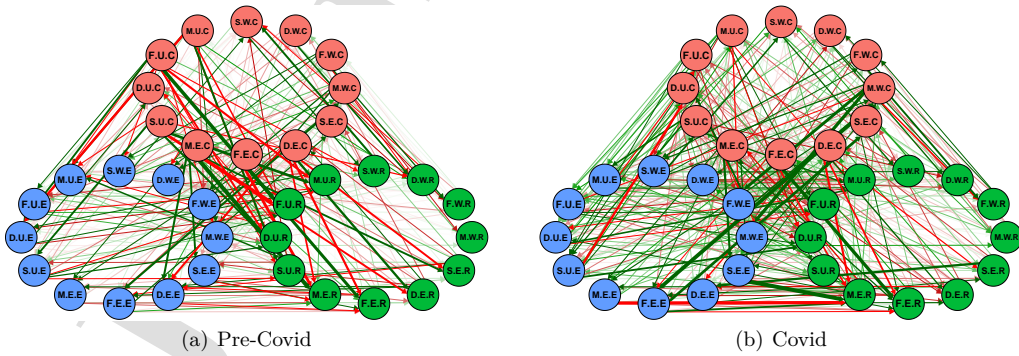 S.W.C
M.U.C
D.W.C
F.U.C
F.W.C
D.U.C
M.W.C
S.U.C
S.E.C
M.E.C
F.E.C
D.E.C
S.W.E
M.U.E
D.W.E
M.U.R
S.W.R
D.W.R
F.U.E
F.W.E
F.U.R
F.W.R
D.U.E
M.W.E
D.U.R
M.W.R
S.U.E
S.E.E
S.U.R
S.E.R
M.E.E
F.E.E
D.E.E
M.E.R
F.E.R
D.E.R
(a) Pre-Covid
S.W.C
M.U.C
D.W.C
F.U.C
F.W.C
D.U.C
M.W.C
S.U.C
S.E.C
M.E.C
F.E.C
D.E.C
S.W.E
M.U.E
D.W.E
M.U.R
S.W.R
D.W.R
F.U.E
F.W.E
F.U.R
F.W.R
D.U.E
M.W.E
D.U.R
M.W.R
S.U.E
S.E.E
S.U.R
S.E.R
M.E.E
F.E.E
D.E.E
M.E.R
F.E.R
D.E.R
(b) Covid